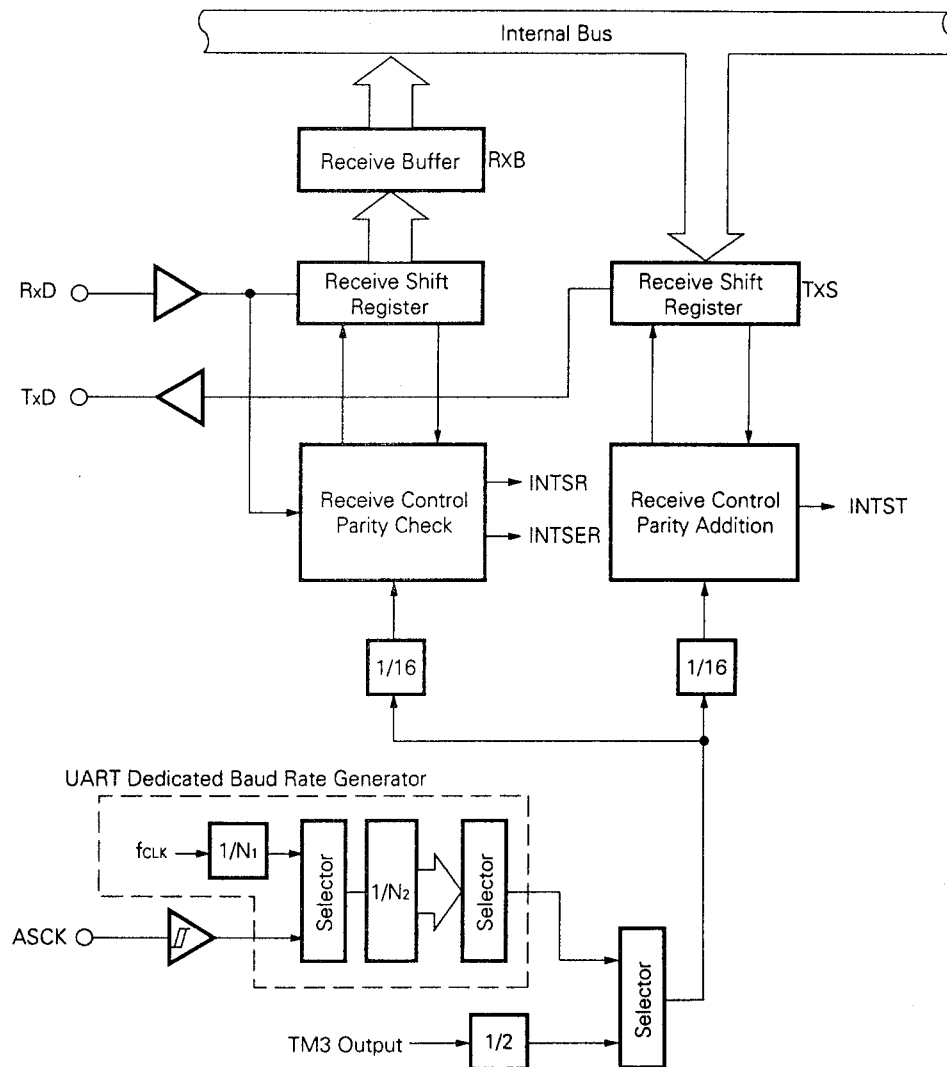 Internal Bus
Receive Buffer
RXB
RxD
Receive Shift
Register
Receive Shift
Register
TXS
TxD
Receive Control
Parity Check
INTSR
INTSER
Receive Control
Parity Addition
INTST
1/16
1/16
UART Dedicated Baud Rate Generator
fCLK
1/N1
Selector
1/N2
Selector
ASCK
Selector
TM3 Output
1/2